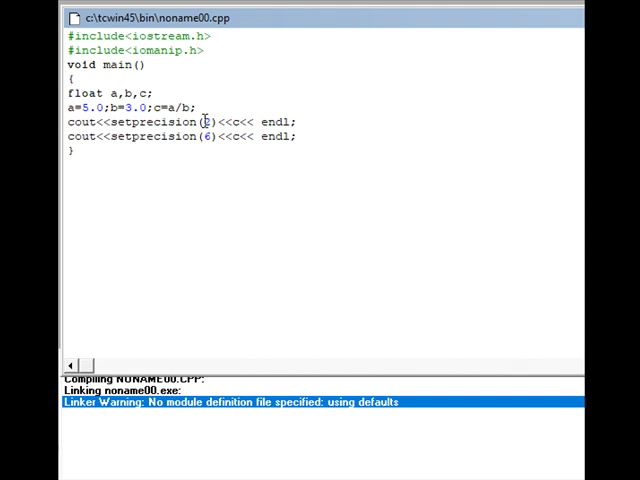 c:\tcwin45\bin\noname00.cpp
#include<iostream.h>
#include<iomanip.h>
void main()
{
float a,b,c;
a=5.0;b=3.0;c=a/b;
cout<<setprecision(2)<<c<< endl;
cout<<setprecision(6)<<c<< endl;
}
Compiling NONAME00.CPP:
Linking noname00.exe:
Linker Warning: No module definition file specified: using defaults